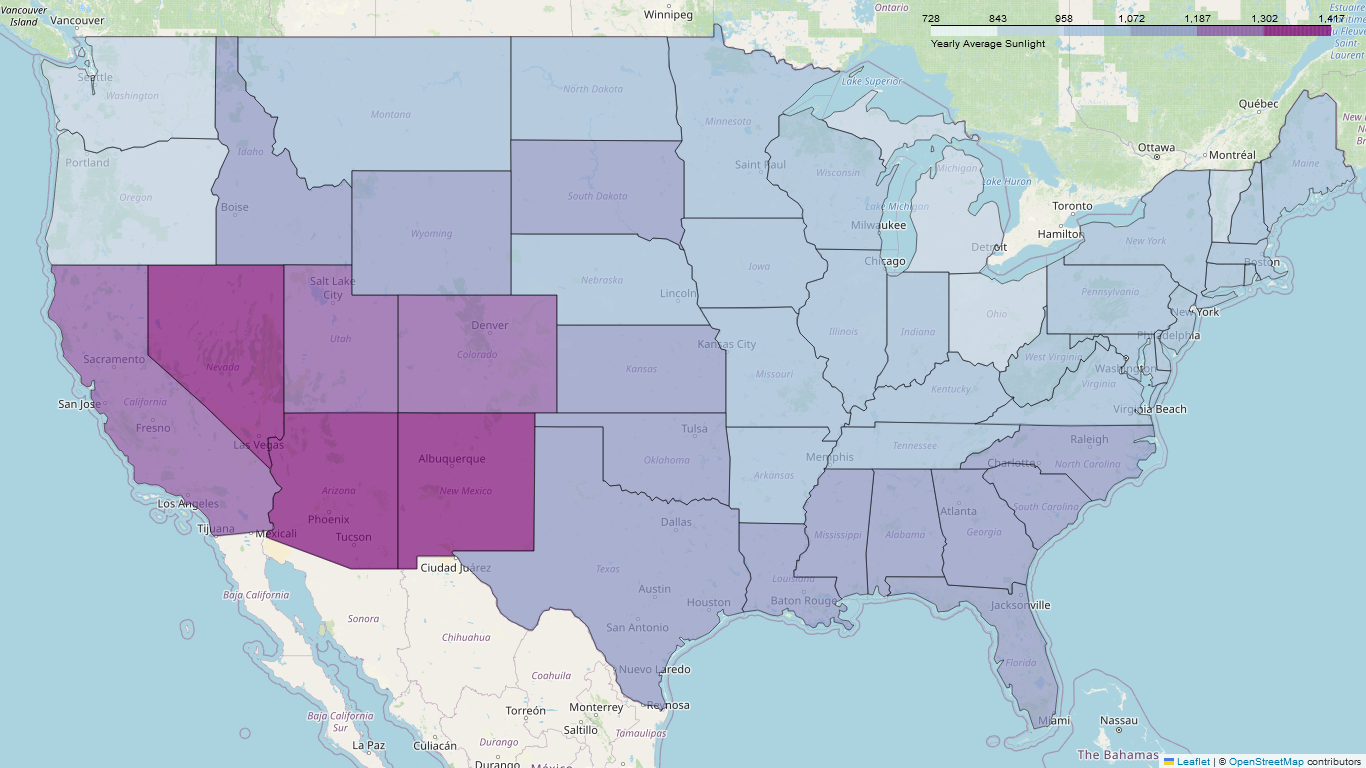 Vancouver
Island
Vancouver
Winnipeg
Ontario
Estuaire
728 843 958 1,072 1,187 1,302 1,417
Yearly Average Sunlight
Seattle
Washington
Montana
North Dakota
Lake Superior
Minnesota
Québec
Portland
Oregon
Idaho
Boise
South Dakota
Saint Paul
Wisconsin
Michigan
Lake Huron
Ottawa
Montréal
Maine
Wyoming
Lake Michigan
Milwaukee
Toronto
Hamilton
Detroit
New York
Chicago
Boston
Salt Lake
City
Nebraska
Lincoln
Iowa
Pennsylvania
New York
Ohio
Philadelphia
Denver
Utah
Colorado
Nevada
Kansas
Kansas City
Illinois
Indiana
Sacramento
West Virginia
Washington
Missouri
Kentucky
Virginia
Virginia Beach
San Jose
California
Fresno
Las Vegas
Tulsa
Albuquerque
Oklahoma
Memphis
Tennessee
Raleigh
Charlotte
North Carolina
Arkansas
Los Angeles
Arizona
New Mexico
Phoenix
Tucson
Tijuana
Mexicali
Dallas
Atlanta
South Carolina
Mississippi
Alabama
Georgia
Ciudad Juárez
Texas
Louisiana
Austin
Houston
Baton Rouge
Jacksonville
Baja California
Sonora
Chihuahua
San Antonio
Coahuila
Nuevo Laredo
Florida
Reynosa
Baja California
Sur
Torreón
Monterrey
Saltillo
Tamaulipas
Miami
Nassau
La Paz
Culiacán
Durango
Durango
México
The Bahamas
Leaflet | © OpenStreetMap contributors